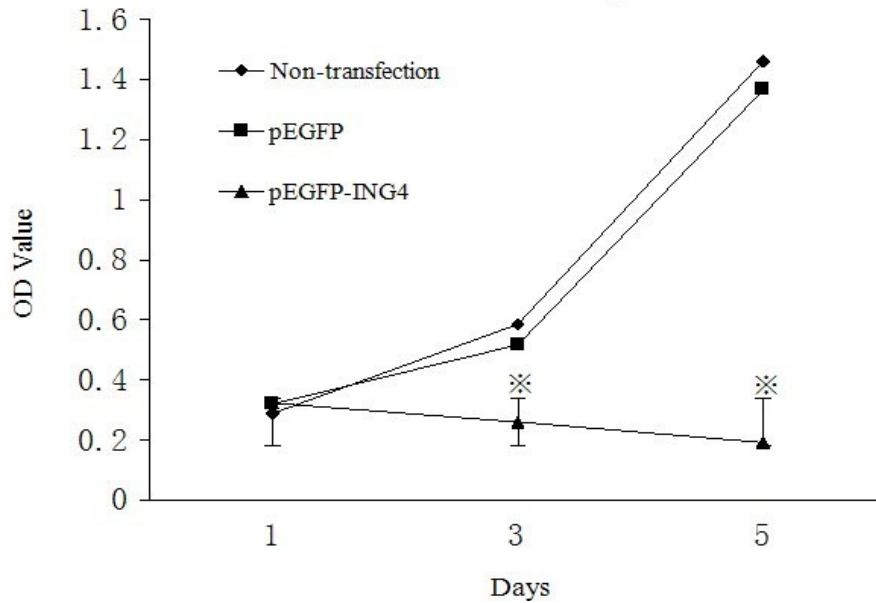 1.6
1.4
1.2
1
0.8
0.6
0.4
0.2
0
OD Value
Non-transfection
pEGFP
pEGFP-ING4
※
※
1 3 5
Days